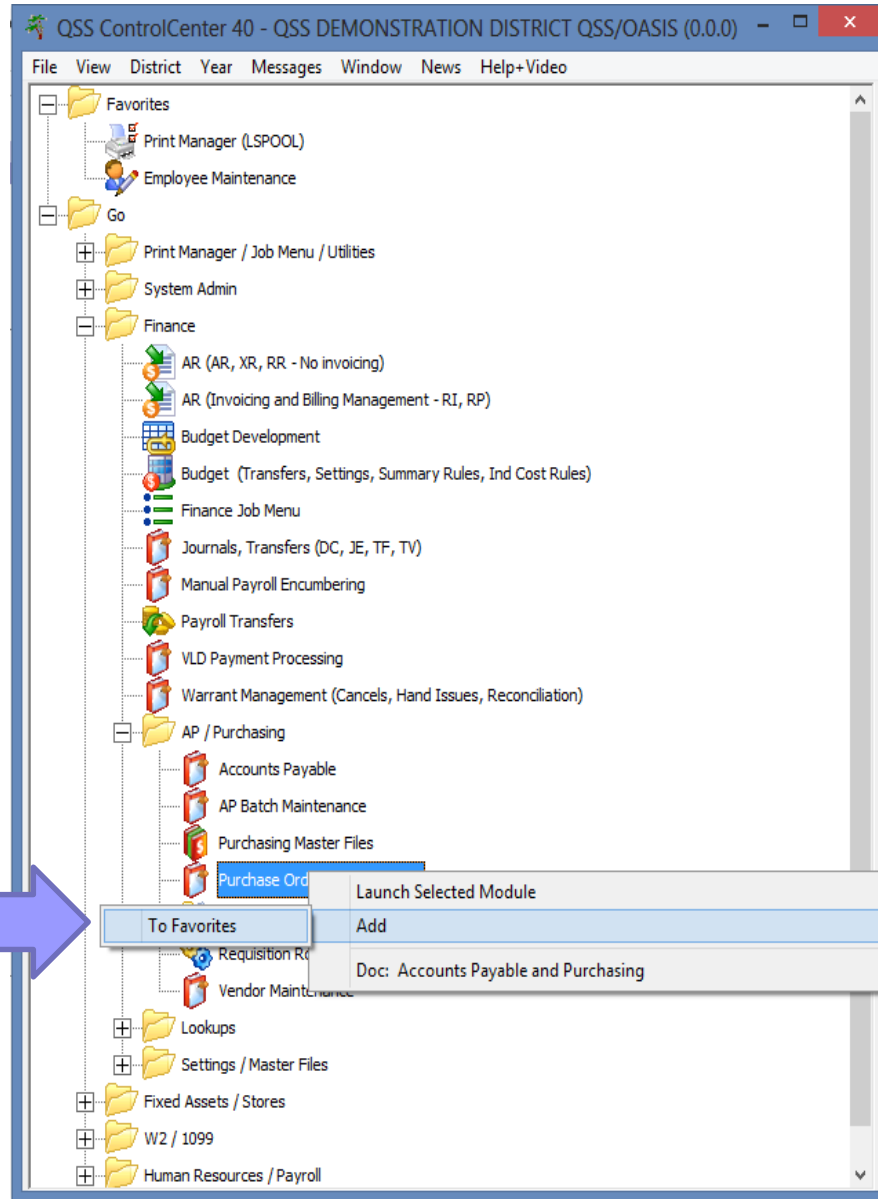 QSS ControlCenter 40 - QSS DEMONSTRATION DISTRICT QSS/OASIS (0.0.0)
File View District Year Messages Window News Help+Video
Favorites
Print Manager (LSPOOL)
Employee Maintenance
Go
Print Manager / Job Menu / Utilities
System Admin
Finance
AR (AR, XR, RR - No invoicing)
AR (Invoicing and Billing Management - RI, RP)
Budget Development
Budget (Transfers, Settings, Summary Rules, Ind Cost Rules)
Finance Job Menu
Journals, Transfers (DC, JE, TF, TV)
Manual Payroll Encumbering
Payroll Transfers
VLD Payment Processing
Warrant Management (Cancels, Hand Issues, Reconciliation)
AP / Purchasing
Accounts Payable
AP Batch Maintenance
Purchasing Master Files
Purchase Ord
Launch Selected Module
To Favorites
Add
Requisition
Doc: Accounts Payable and Purchasing
Vendor Maintenance
Lookups
Settings / Master Files
Fixed Assets / Stores
W2 / 1099
Human Resources / Payroll